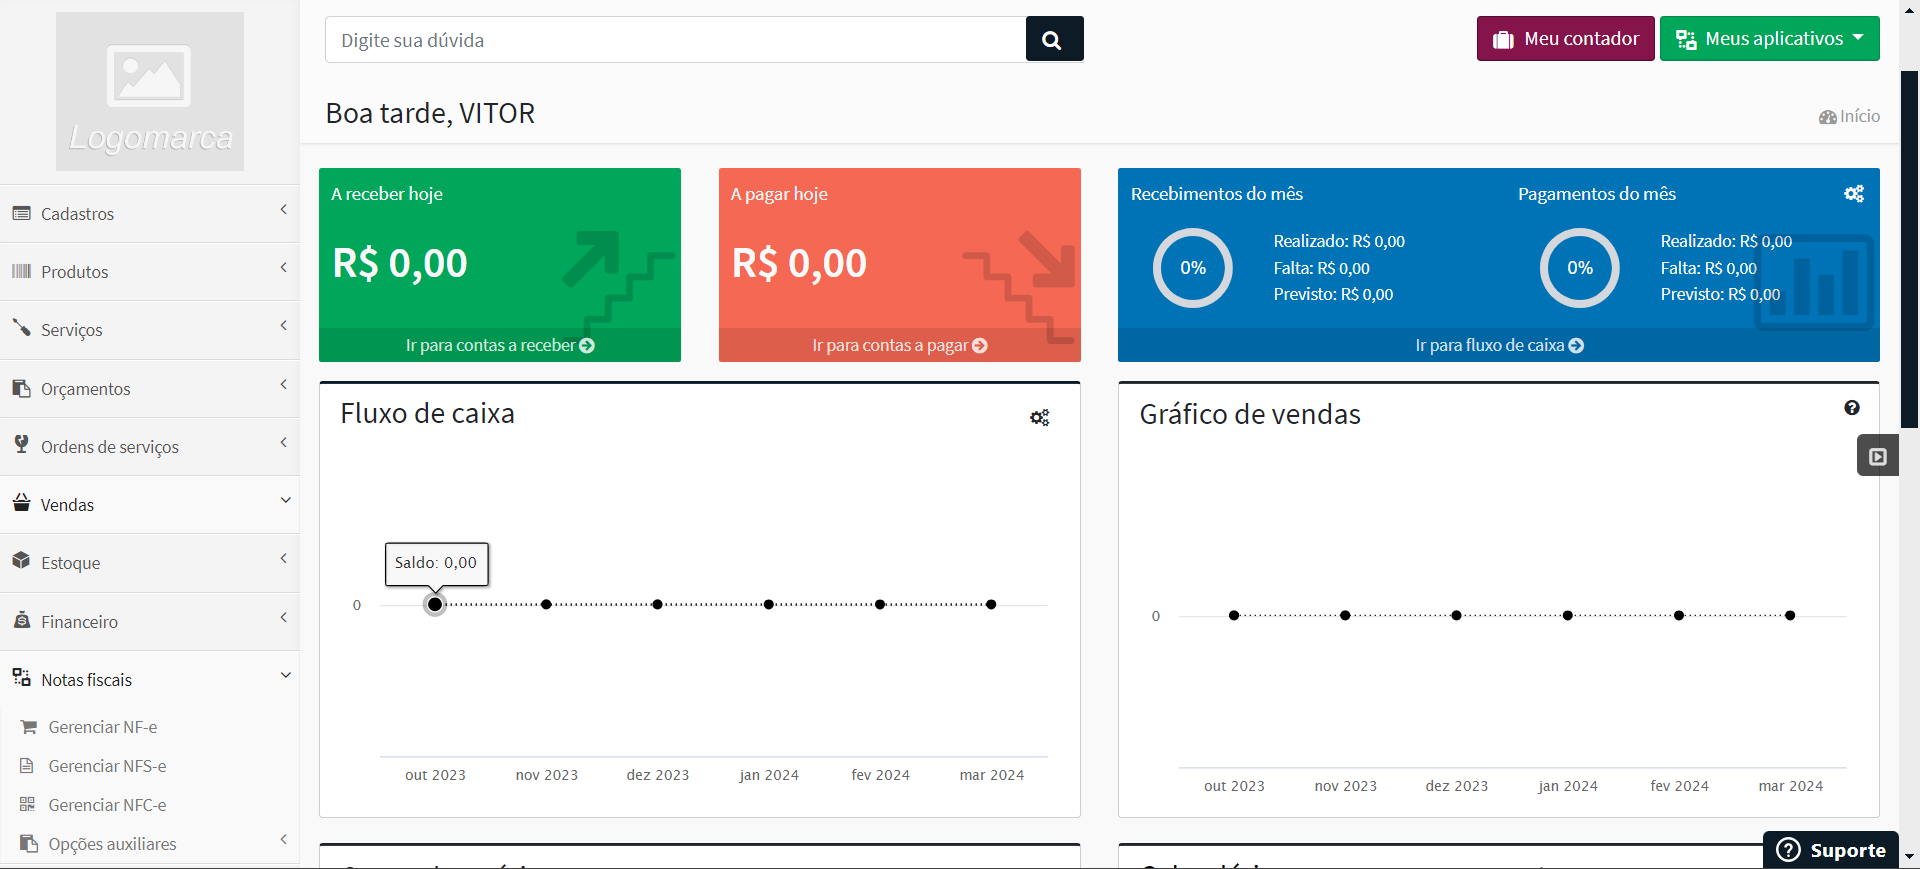 Logomarca
Cadastros
Produtos
Serviços
Orçamentos
Ordens de serviços
Vendas
Estoque
Financeiro
Notas fiscais
Gerenciar NF-e
Gerenciar NFS-e
Gerenciar NFC-e
Opções auxiliares
Digite sua dúvida
Meu contador
Meus aplicativos
Boa tarde, VITOR
Início
A receber hoje
R$ 0,00
Ir para contas a receber
A pagar hoje
R$ 0,00
Ir para contas a pagar
Recebimentos do mês
0%
Realizado: R$ 0,00
Falta: R$ 0,00
Previsto: R$ 0,00
Pagamentos do mês
0%
Realizado: R$ 0,00
Falta: R$ 0,00
Previsto: R$ 0,00
Ir para fluxo de caixa
Fluxo de caixa
Saldo: 0,00
0
out 2023 nov 2023 dez 2023 jan 2024 fev 2024 mar 2024
Gráfico de vendas
0
out 2023 nov 2023 dez 2023 jan 2024 fev 2024 mar 2024
Suporte